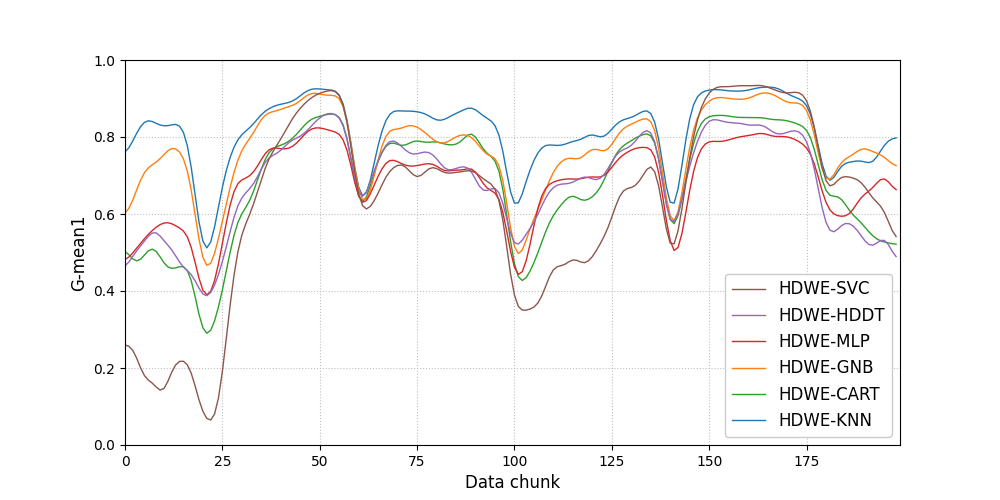 1.0
0.8
0.6
0.4
0.2
0.0
G-mean1
0 25 50 75 100 125 150 175
Data chunk
HDWE-SVC
HDWE-HDDT
HDWE-MLP
HDWE-GNB
HDWE-CART
HDWE-KNN